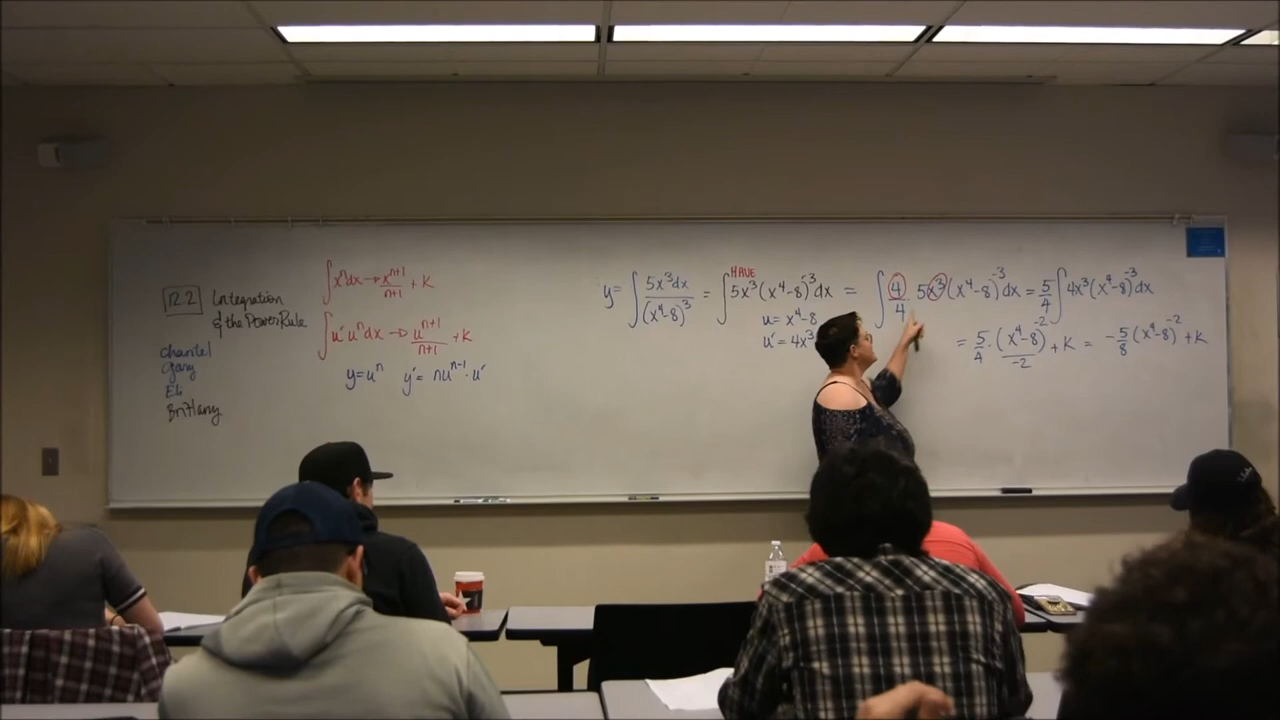 12.2 Integration
& the Power Rule
chantel
Gary
Eli
Brittany
∫xⁿdx → xⁿ⁺¹/n+1 + K
∫u' uⁿdx → uⁿ⁺¹/n+1 + K
y=uⁿ y'= nuⁿ⁻¹·u'
HAVE
y= ∫ 5x³dx/(x⁴-8)³ = ∫5x³(x⁴-8)⁻³dx = ∫ 4/4 5x³(x⁴-8)⁻³dx = 5/4 ∫4x³(x⁴-8)⁻³dx
u= x⁴-8
u'= 4x³
= 5/4 · (x⁴-8)⁻²/-2 + K = -5/8(x⁴-8)⁻² + K